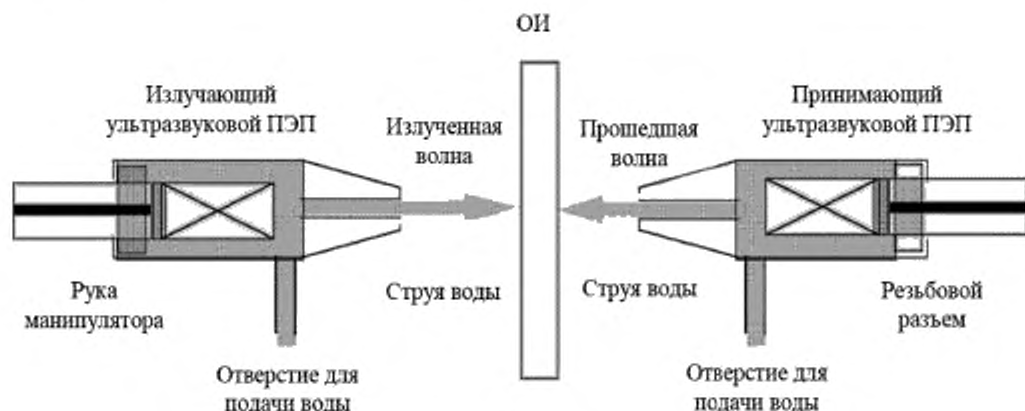 ОИ
Излучающий
ультразвуковой ПЭП
Излученная
волна
Прошедшая
волна
Принимающий
ультразвуковой ПЭП
Рука
манипулятора
Струя воды
Струя воды
Резьбовой
разъем
Отверстие для
подачи воды
Отверстие для
подачи воды